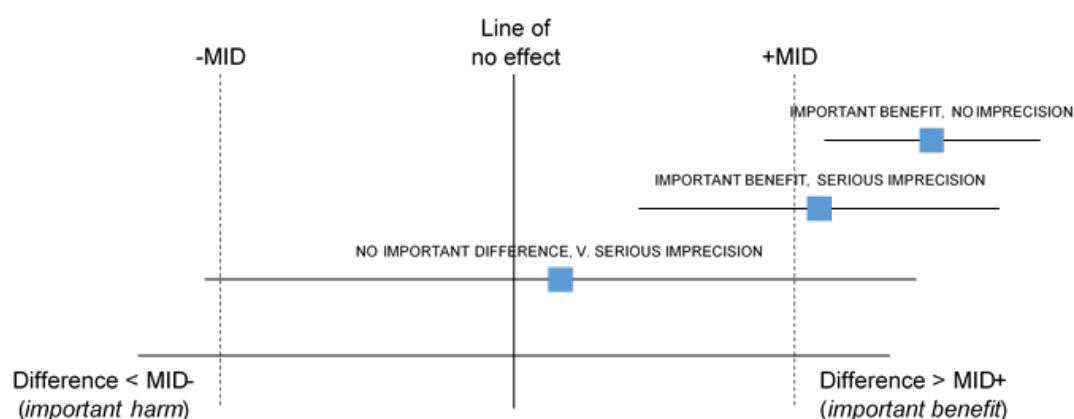 Line of
no effect
-MID
+MID
IMPORTANT BENEFIT, NO IMPRECISION
IMPORTANT BENEFIT, SERIOUS IMPRECISION
NO IMPORTANT DIFFERENCE, V. SERIOUS IMPRECISION
Difference < MID-
(important harm)
Difference > MID+
(important benefit)